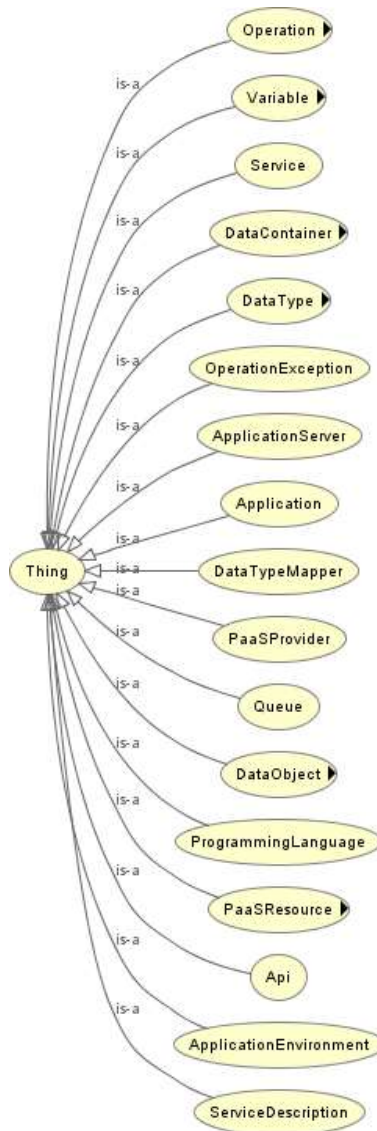 Operation
is-a
Variable
is-a
Service
is-a
DataContainer
is-a
DataType
is-a
OperationException
is-a
ApplicationServer
is-a
Application
is-a
Thing
DataTypeMapper
is-a
is-a
PaaSProvider
is-a
Queue
is-a
DataObject
is-a
ProgrammingLanguage
is-a
PaaSResource
is-a
Api
is-a
ApplicationEnvironment
is-a
ServiceDescription